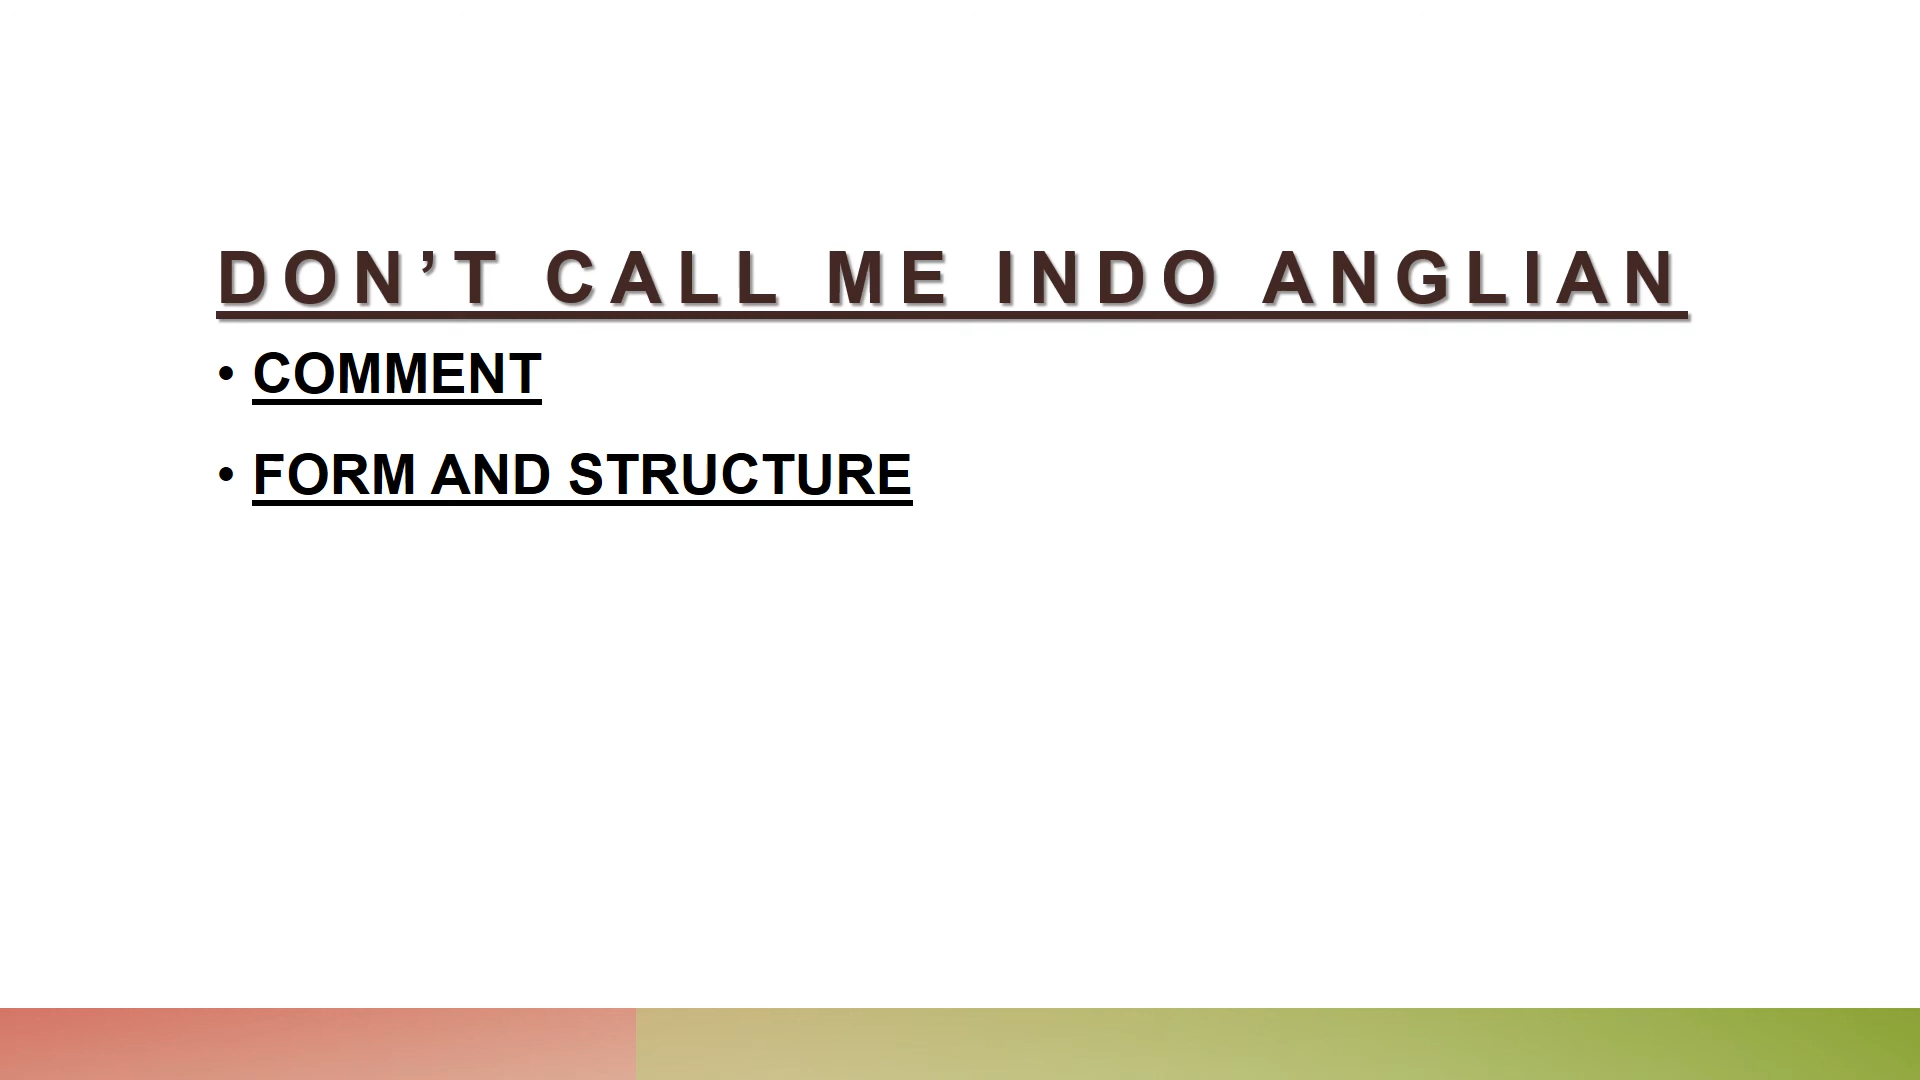 DON’T CALL ME INDO ANGLIAN
• COMMENT
• FORM AND STRUCTURE